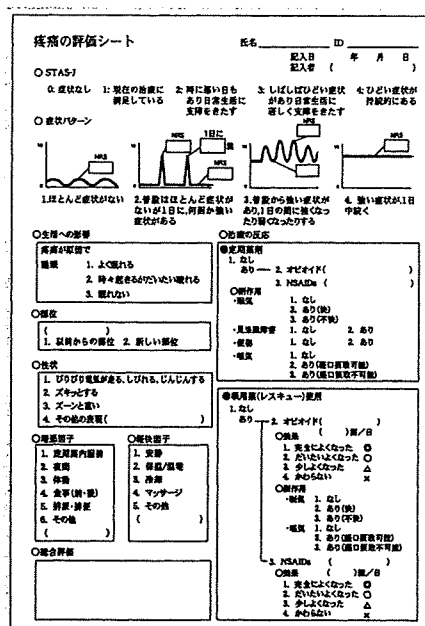 疼痛の評価シート
氏名 ID
記入日 年 月 日
記入者 ( )
○ STAS-J
0: 症状なし
1: 現在の治療に満足している
2: 時に悪い日もあり日常生活に支障をきたす
3: しばしばひどい症状があり日常生活に著しく支障をきたす
4: ひどい症状が持続的にある
○ 症状パターン
NRS
NRS
1日に 回
NRS
NRS
1.ほとんど症状がない
2.普段はほとんど症状がないが1日に、何回か強い症状がある
3.普段から強い症状があり、1日の間に強くなったり弱くなったりする
4. 強い症状が1日中続く
○生活への影響
疼痛が原因で
睡眠 1. よく眠れる
2. 時々起きるがだいたい眠れる
3. 眠れない
○部位
( )
1. 以前からの部位 2. 新しい部位
○性状
1. びりびり電気が走る、しびれる、じんじんする
2. ズキっとする
3. ズーンと重い
4. その他の表現( )
○増悪因子
1. 定期薬内服前
2. 夜間
3. 体動
4. 食事(前・後)
5. 排尿・排便
6. その他
( )
○軽快因子
1. 安静
2. 保温/温罨
3. 冷却
4. マッサージ
5. その他
( )
○総合評価
○治療の反応
●定期薬剤
1. なし
あり 2. オピオイド( )
3. NSAIDs ( )
○副作用
・眠気 1. なし
2. あり(快)
3. あり(不快)
・見当識障害 1. なし 2. あり
・便秘 1. なし 2. あり
・嘔気 1. なし
2. あり(経口摂取可能)
3. あり(経口摂取不可能)
●頓用薬(レスキュー)使用
1. なし
あり 2. オピオイド( )
( )回/日
○効果
1. 完全によくなった ◎
2. だいたいよくなった ○
3. 少しよくなった △
4. かわらない ×
○副作用
・眠気 1. なし
2. あり(快)
3. あり(不快)
・嘔気 1. なし
2. あり(経口摂取可能)
3. あり(経口摂取不可能)
3. NSAIDs ( )
○効果 ( )回/日
1. 完全によくなった ◎
2. だいたいよくなった ○
3. 少しよくなった △
4. かわらない ×